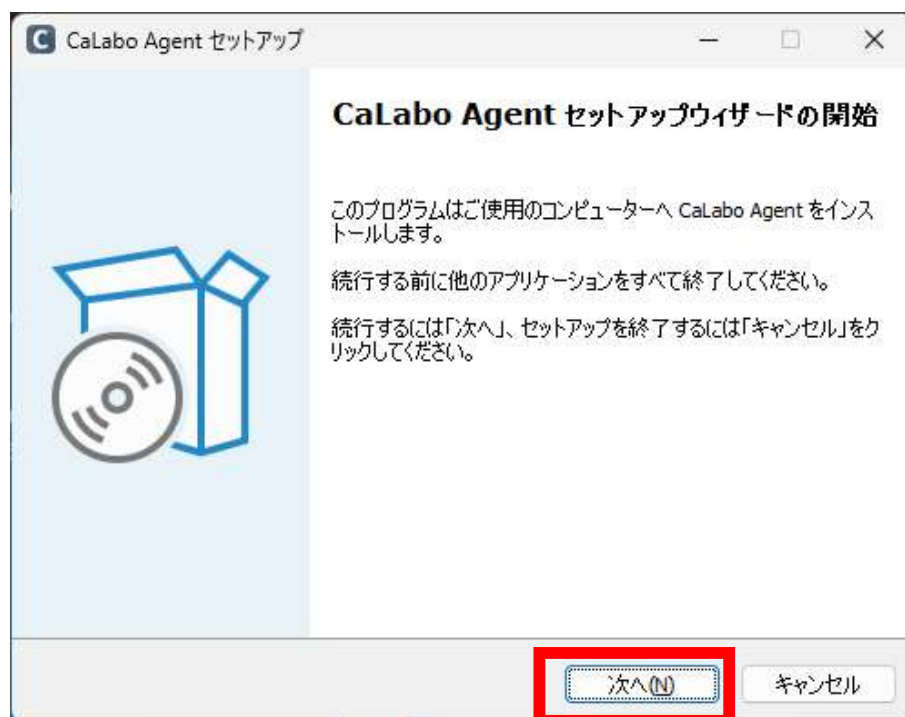 CaLabo Agent セットアップ
CaLabo Agent セットアップウィザードの開始
このプログラムはご使用のコンピューターへ CaLabo Agent をインス
トールします。
続行する前に他のアプリケーションをすべて終了してください。
続行するには「次へ」、セットアップを終了するには「キャンセル」をク
リックしてください。
次へ(N)
キャンセル